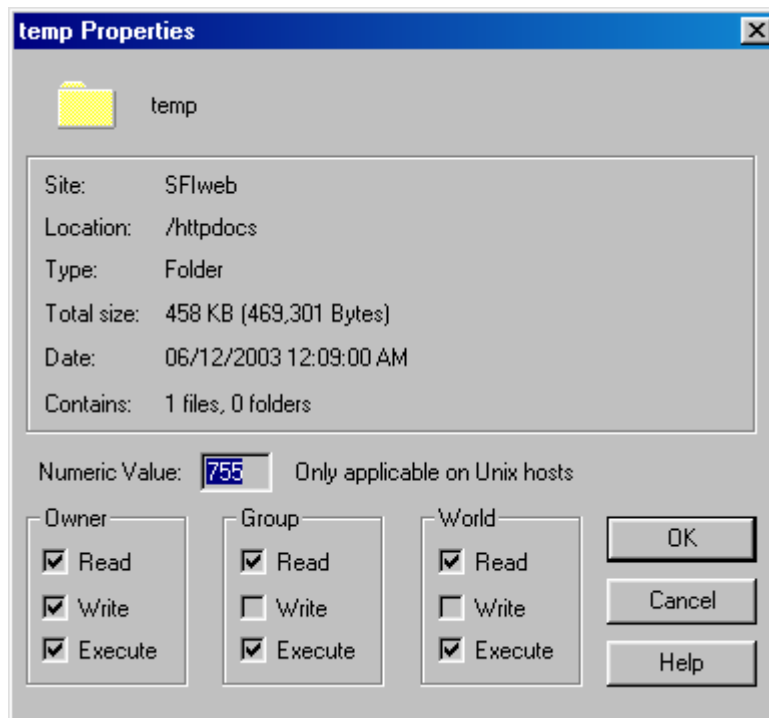 temp Properties
temp
Site: SFIweb
Location: /httpdocs
Type: Folder
Total size: 458 KB (469,301 Bytes)
Date: 06/12/2003 12:09:00 AM
Contains: 1 files, 0 folders
Numeric Value: 755 Only applicable on Unix hosts
Owner
Read
Write
Execute
Group
Read
Write
Execute
World
Read
Write
Execute
OK
Cancel
Help